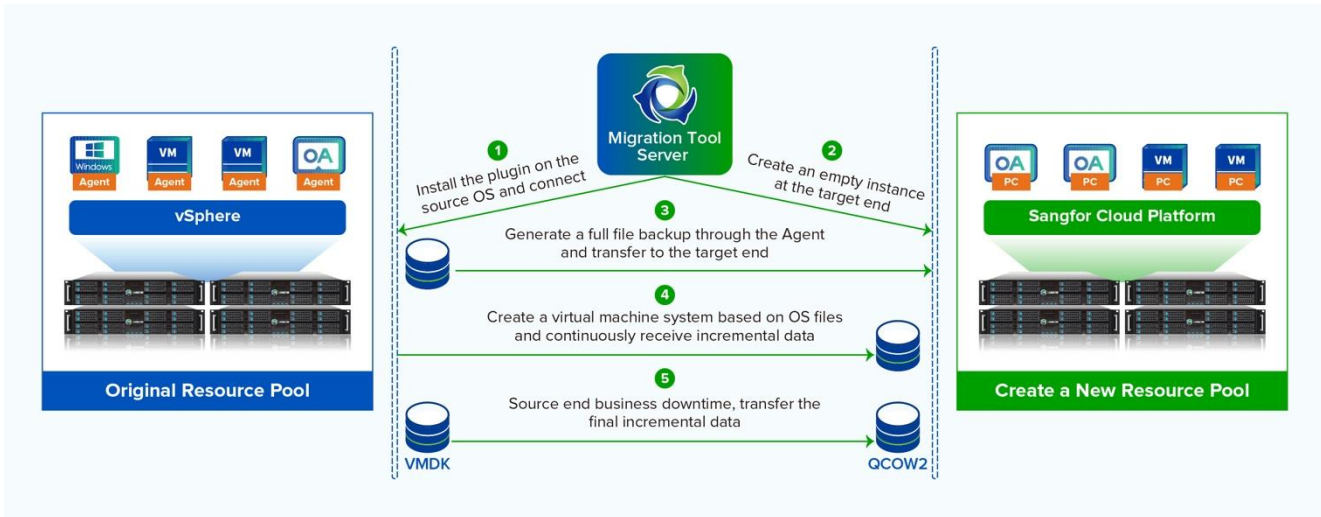 Migration Tool
Server
1
Install the plugin on the
source OS and connect
2
Create an empty instance
at the target end
Windows
Agent
VM
Agent
VM
Agent
OA
Agent
vSphere
Original Resource Pool
3
Generate a full file backup through the Agent
and transfer to the target end
4
Create a virtual machine system based on OS files
and continuously receive incremental data
5
Source end business downtime, transfer the
final incremental data
VMDK
QCOW2
OA
PC
OA
PC
VM
PC
VM
PC
Sangfor Cloud Platform
Create a New Resource Pool